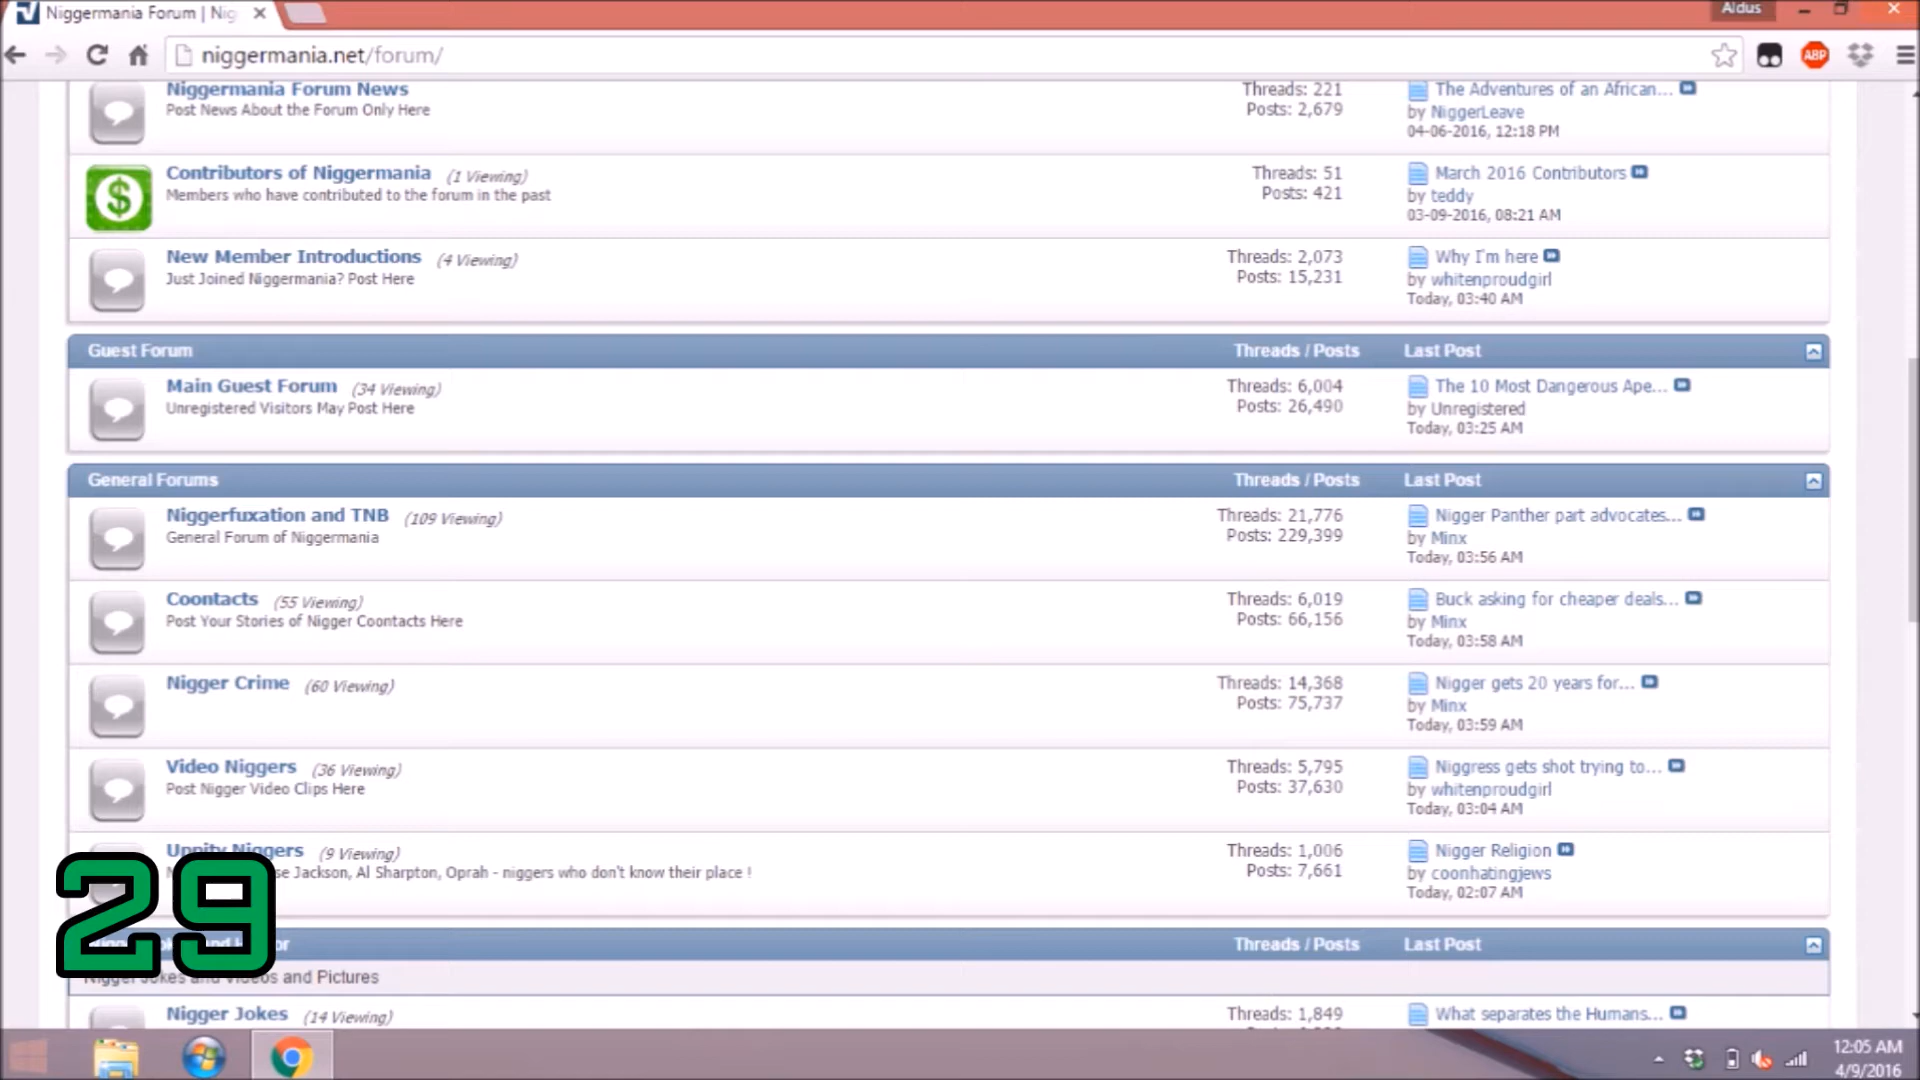 Niggermania Forum | Nig
Aldus
niggermania.net/forum/
ABP
Niggermania Forum News
Post News About the Forum Only Here
Threads: 221
Posts: 2,679
The Adventures of an African...
by NiggerLeave
04-06-2016, 12:18 PM
Contributors of Niggermania (1 Viewing)
Members who have contributed to the forum in the past
Threads: 51
Posts: 421
March 2016 Contributors
by teddy
03-09-2016, 08:21 AM
New Member Introductions (4 Viewing)
Just Joined Niggermania? Post Here
Threads: 2,073
Posts: 15,231
Why I'm here
by whitenproudgirl
Today, 03:40 AM
Guest Forum Threads / Posts Last Post
Main Guest Forum (34 Viewing)
Unregistered Visitors May Post Here
Threads: 6,004
Posts: 26,490
The 10 Most Dangerous Ape...
by Unregistered
Today, 03:25 AM
General Forums Threads / Posts Last Post
Niggerfuxation and TNB (109 Viewing)
General Forum of Niggermania
Threads: 21,776
Posts: 229,399
Nigger Panther part advocates...
by Minx
Today, 03:56 AM
Coontacts (55 Viewing)
Post Your Stories of Nigger Coontacts Here
Threads: 6,019
Posts: 66,156
Buck asking for cheaper deals...
by Minx
Today, 03:58 AM
Nigger Crime (60 Viewing)
Threads: 14,368
Posts: 75,737
Nigger gets 20 years for...
by Minx
Today, 03:59 AM
Video Niggers (36 Viewing)
Post Nigger Video Clips Here
Threads: 5,795
Posts: 37,630
Niggress gets shot trying to...
by whitenproudgirl
Today, 03:04 AM
Uppity Niggers (9 Viewing)
se Jackson, Al Sharpton, Oprah - niggers who don't know their place !
Threads: 1,006
Posts: 7,661
Nigger Religion
by coonhatingjews
Today, 02:07 AM
29
Threads / Posts Last Post
Nigger Jokes and Videos and Pictures
Nigger Jokes (14 Viewing)
Threads: 1,849
What separates the Humans...
12:05 AM
4/9/2016